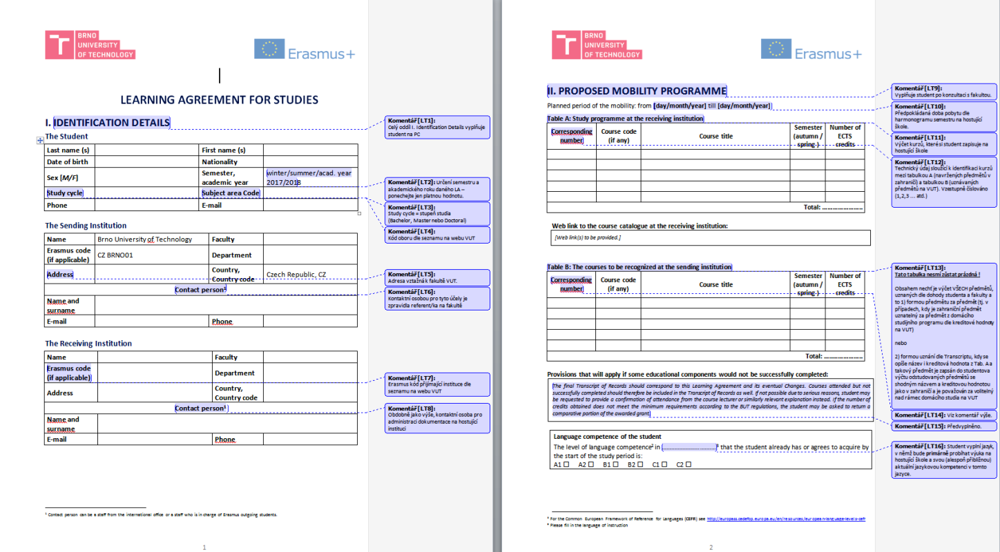 BRNO
UNIVERSITY
OF TECHNOLOGY
Erasmus+
LEARNING AGREEMENT FOR STUDIES
I. IDENTIFICATION DETAILS
The Student
Last name (s) First name (s)
Date of birth Nationality
Sex [M/F] Semester, academic year winter/summer/acad. year 2017/2018
Study cycle Subject area Code
Phone E-mail
The Sending Institution
Name Brno University of Technology Faculty
Erasmus code (if applicable) CZ BRNO01 Department
Address Country, Country code Czech Republic, CZ
Contact person¹
Name and surname
E-mail Phone
The Receiving Institution
Name Faculty
Erasmus code (if applicable) Department
Address Country, Country code
Contact person¹
Name and surname
E-mail Phone
¹ Contact person can be a staff from the international office or a staff who is in charge of Erasmus outgoing students.
1
Komentář [LT1]:
Celý oddíl I. Identification Details vyplňuje
student na PC
Komentář [LT2]: Určení semestru a
akademického roku daného LA –
ponechejte jen platnou hodnotu.
Komentář [LT3]:
Study cycle = stupeň studia
(Bachelor, Master nebo Doctoral)
Komentář [LT4]:
Kód oboru dle seznamu na webu VUT
Komentář [LT5]:
Adresa vztažná k fakultě VUT.
Komentář [LT6]:
Kontaktní osobou pro tyto účely je
zpravidla referent/ka na fakultě
Komentář [LT7]:
Erasmus kód přijímající instituce dle
seznamu na webu VUT
Komentář [LT8]:
Obdobně jako výše, kontaktní osoba pro
administraci dokumentace na hostující
instituci
BRNO
UNIVERSITY
OF TECHNOLOGY
Erasmus+
II. PROPOSED MOBILITY PROGRAMME
Planned period of the mobility: from [day/month/year] till [day/month/year]
Table A: Study programme at the receiving institution
Corresponding number Course code (if any) Course title Semester (autumn / spring ) Number of ECTS credits
Total: ......................
Web link to the course catalogue at the receiving institution:
[Web link(s) to be provided.]
Table B: The courses to be recognized at the sending institution
Corresponding number Course code (if any) Course title Semester (autumn / spring ) Number of ECTS credits
Total: ......................
Provisions that will apply if some educational components would not be successfully completed:
The final Transcript of Records should correspond to this Learning Agreement and its eventual Changes. Courses attended but not
successfully completed should therefore be included in the Transcript of Records as well. If not possible due to serious reasons, student may
be requested to provide a confirmation of attendance from the course lecturer or similarly relevant explanation instead. If the number of
credits obtained does not meet the minimum requirements according to the BUT regulations, the student may be asked to return a
comparative portion of the awarded grant.
Language competence of the student
The level of language competence² in [................................]³ that the student already has or agrees to acquire by
the start of the study period is:
A1 ☐ A2 ☐ B1 ☐ B2 ☐ C1 ☐ C2 ☐
² For the Common European Framework of Reference for Languages (CEFR) see http://europass.cedefop.europa.eu/en/resources/european-language-levels-cefr
³ Please fill in the language of instruction
2
Komentář [LT9]:
Vyplňuje student po konzultaci s fakultou.
Komentář [LT10]:
Předpokládaná doba pobytu dle
harmonogramu semestru na hostující
škole.
Komentář [LT11]:
Výčet kurzů, které si student zapisuje na
hostující škole
Komentář [LT12]:
Technický údaj sloužící k identifikaci kurzů
mezi tabulkou A (navržených předmětů v
zahraničí) a tabulkou B (uznávaných
předmětů na VUT). Vzestupně číslováno
(1,2,3 ... atd.)
Komentář [LT13]:
Tato tabulka nesmí zůstat prázdná !
Obsahem nechť je výčet VŠECH předmětů,
uznaných dle dohody studenta a fakulty a
to 1) formou předmětu za předmět (tj. v
případech, kdy je zahraniční předmět
uznatelný za předmět z domácího
studijního programu dle kreditové hodnoty
na VUT)
nebo
2) formou uznání dle Transcriptu, kdy se
opíše název i kreditová hodnota z Tab. A a
takový předmět je zapsán do studentova
výčtu odstudovaných předmětů se
shodným názvem a kreditovou hodnotou
jako v zahraničí a je považován za volitelný
nad rámec domácího studia na VUT
Komentář [LT14]: Viz komentář výše.
Komentář [LT15]: Předvyplněno.
Komentář [LT16]: Student vyplní jazyk,
v němž bude primárně probíhat výuka na
hostující škole a svou (alespoň přibližnou)
aktuální jazykovou kompetenci v tomto
jazyce.